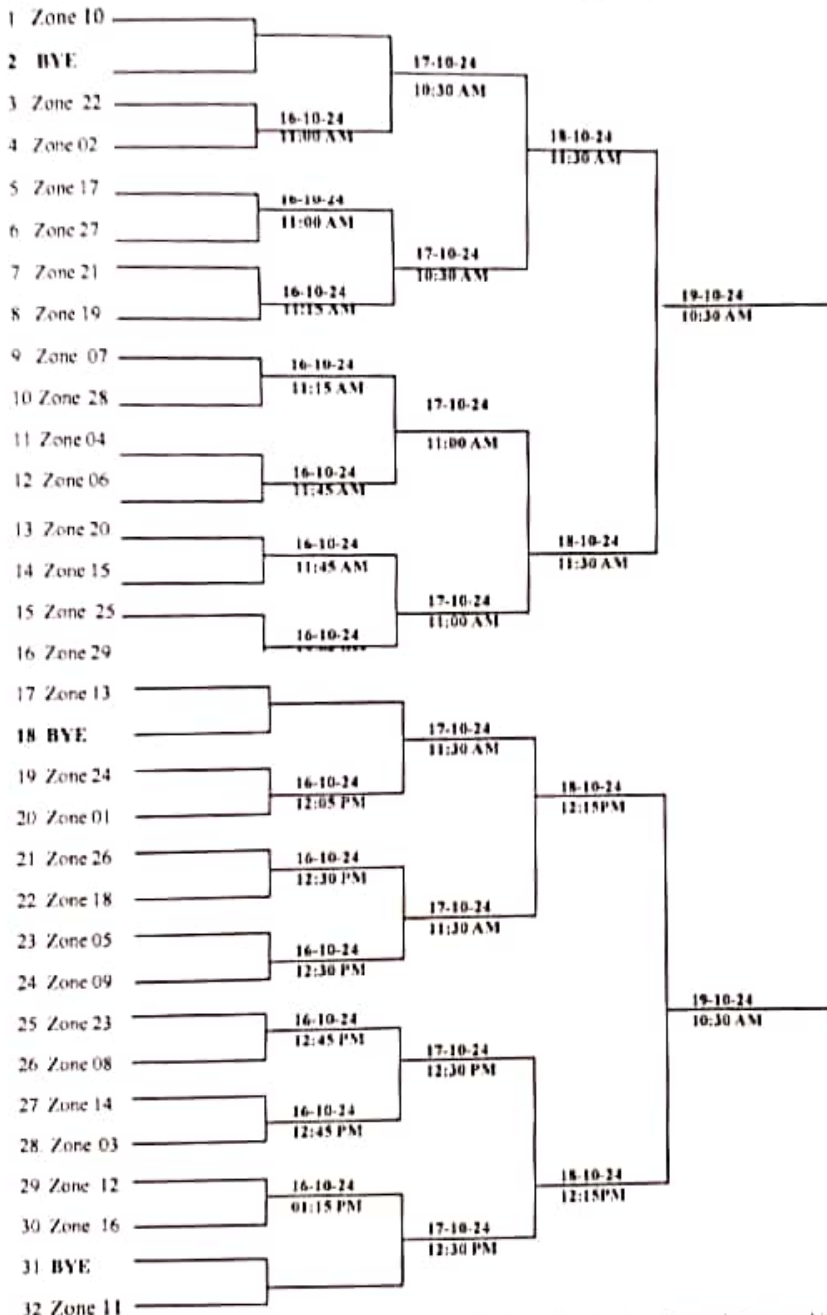 1 Zone 10
2 BYE
3 Zone 22
4 Zone 02
5 Zone 17
6 Zone 27
7 Zone 21
8 Zone 19
9 Zone 07
10 Zone 28
11 Zone 04
12 Zone 06
13 Zone 20
14 Zone 15
15 Zone 25
16 Zone 29
17 Zone 13
18 BYE
19 Zone 24
20 Zone 01
21 Zone 26
22 Zone 18
23 Zone 05
24 Zone 09
25 Zone 23
26 Zone 08
27 Zone 14
28. Zone 03
29 Zone 12
30 Zone 16
31 BYE
32 Zone 11
16-10-24
11:00 AM
16-10-24
11:00 AM
16-10-24
11:15 AM
16-10-24
11:15 AM
16-10-24
11:45 AM
16-10-24
11:45 AM
16-10-24
16-10-24
12:05 PM
16-10-24
12:30 PM
16-10-24
12:30 PM
16-10-24
12:45 PM
16-10-24
12:45 PM
16-10-24
01:15 PM
17-10-24
10:30 AM
17-10-24
10:30 AM
17-10-24
11:00 AM
17-10-24
11:00 AM
17-10-24
11:30 AM
17-10-24
11:30 AM
17-10-24
12:30 PM
17-10-24
12:30 PM
18-10-24
11:30 AM
18-10-24
11:30 AM
18-10-24
12:15PM
18-10-24
12:15PM
19-10-24
10:30 AM
19-10-24
10:30 AM